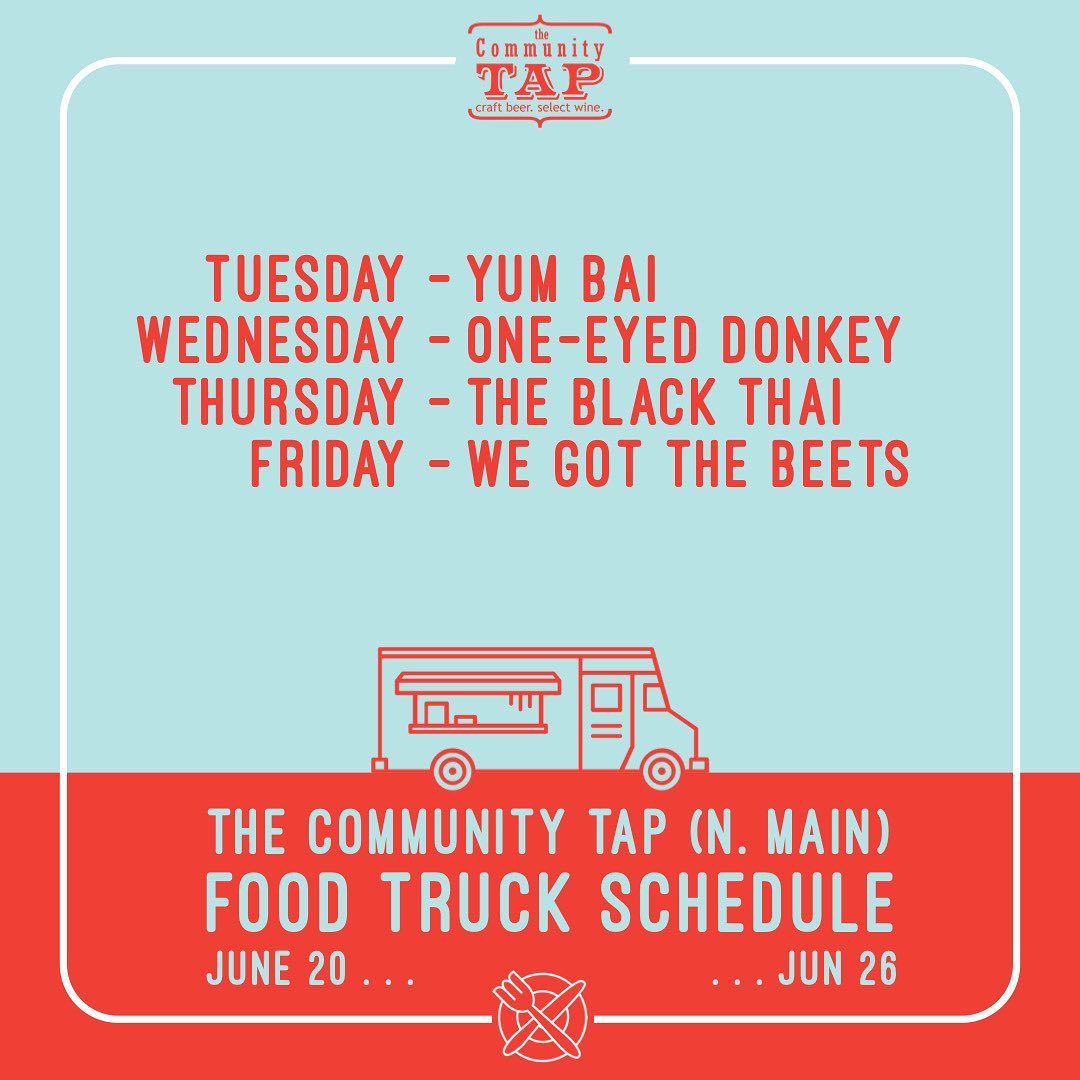 the
Community
TAP
craft beer. select wine.
TUESDAY - YUM BAI
WEDNESDAY - ONE-EYED DONKEY
THURSDAY - THE BLACK THAI
FRIDAY - WE GOT THE BEETS
THE COMMUNITY TAP (N. MAIN)
FOOD TRUCK SCHEDULE
JUNE 20 . . . . . . JUN 26